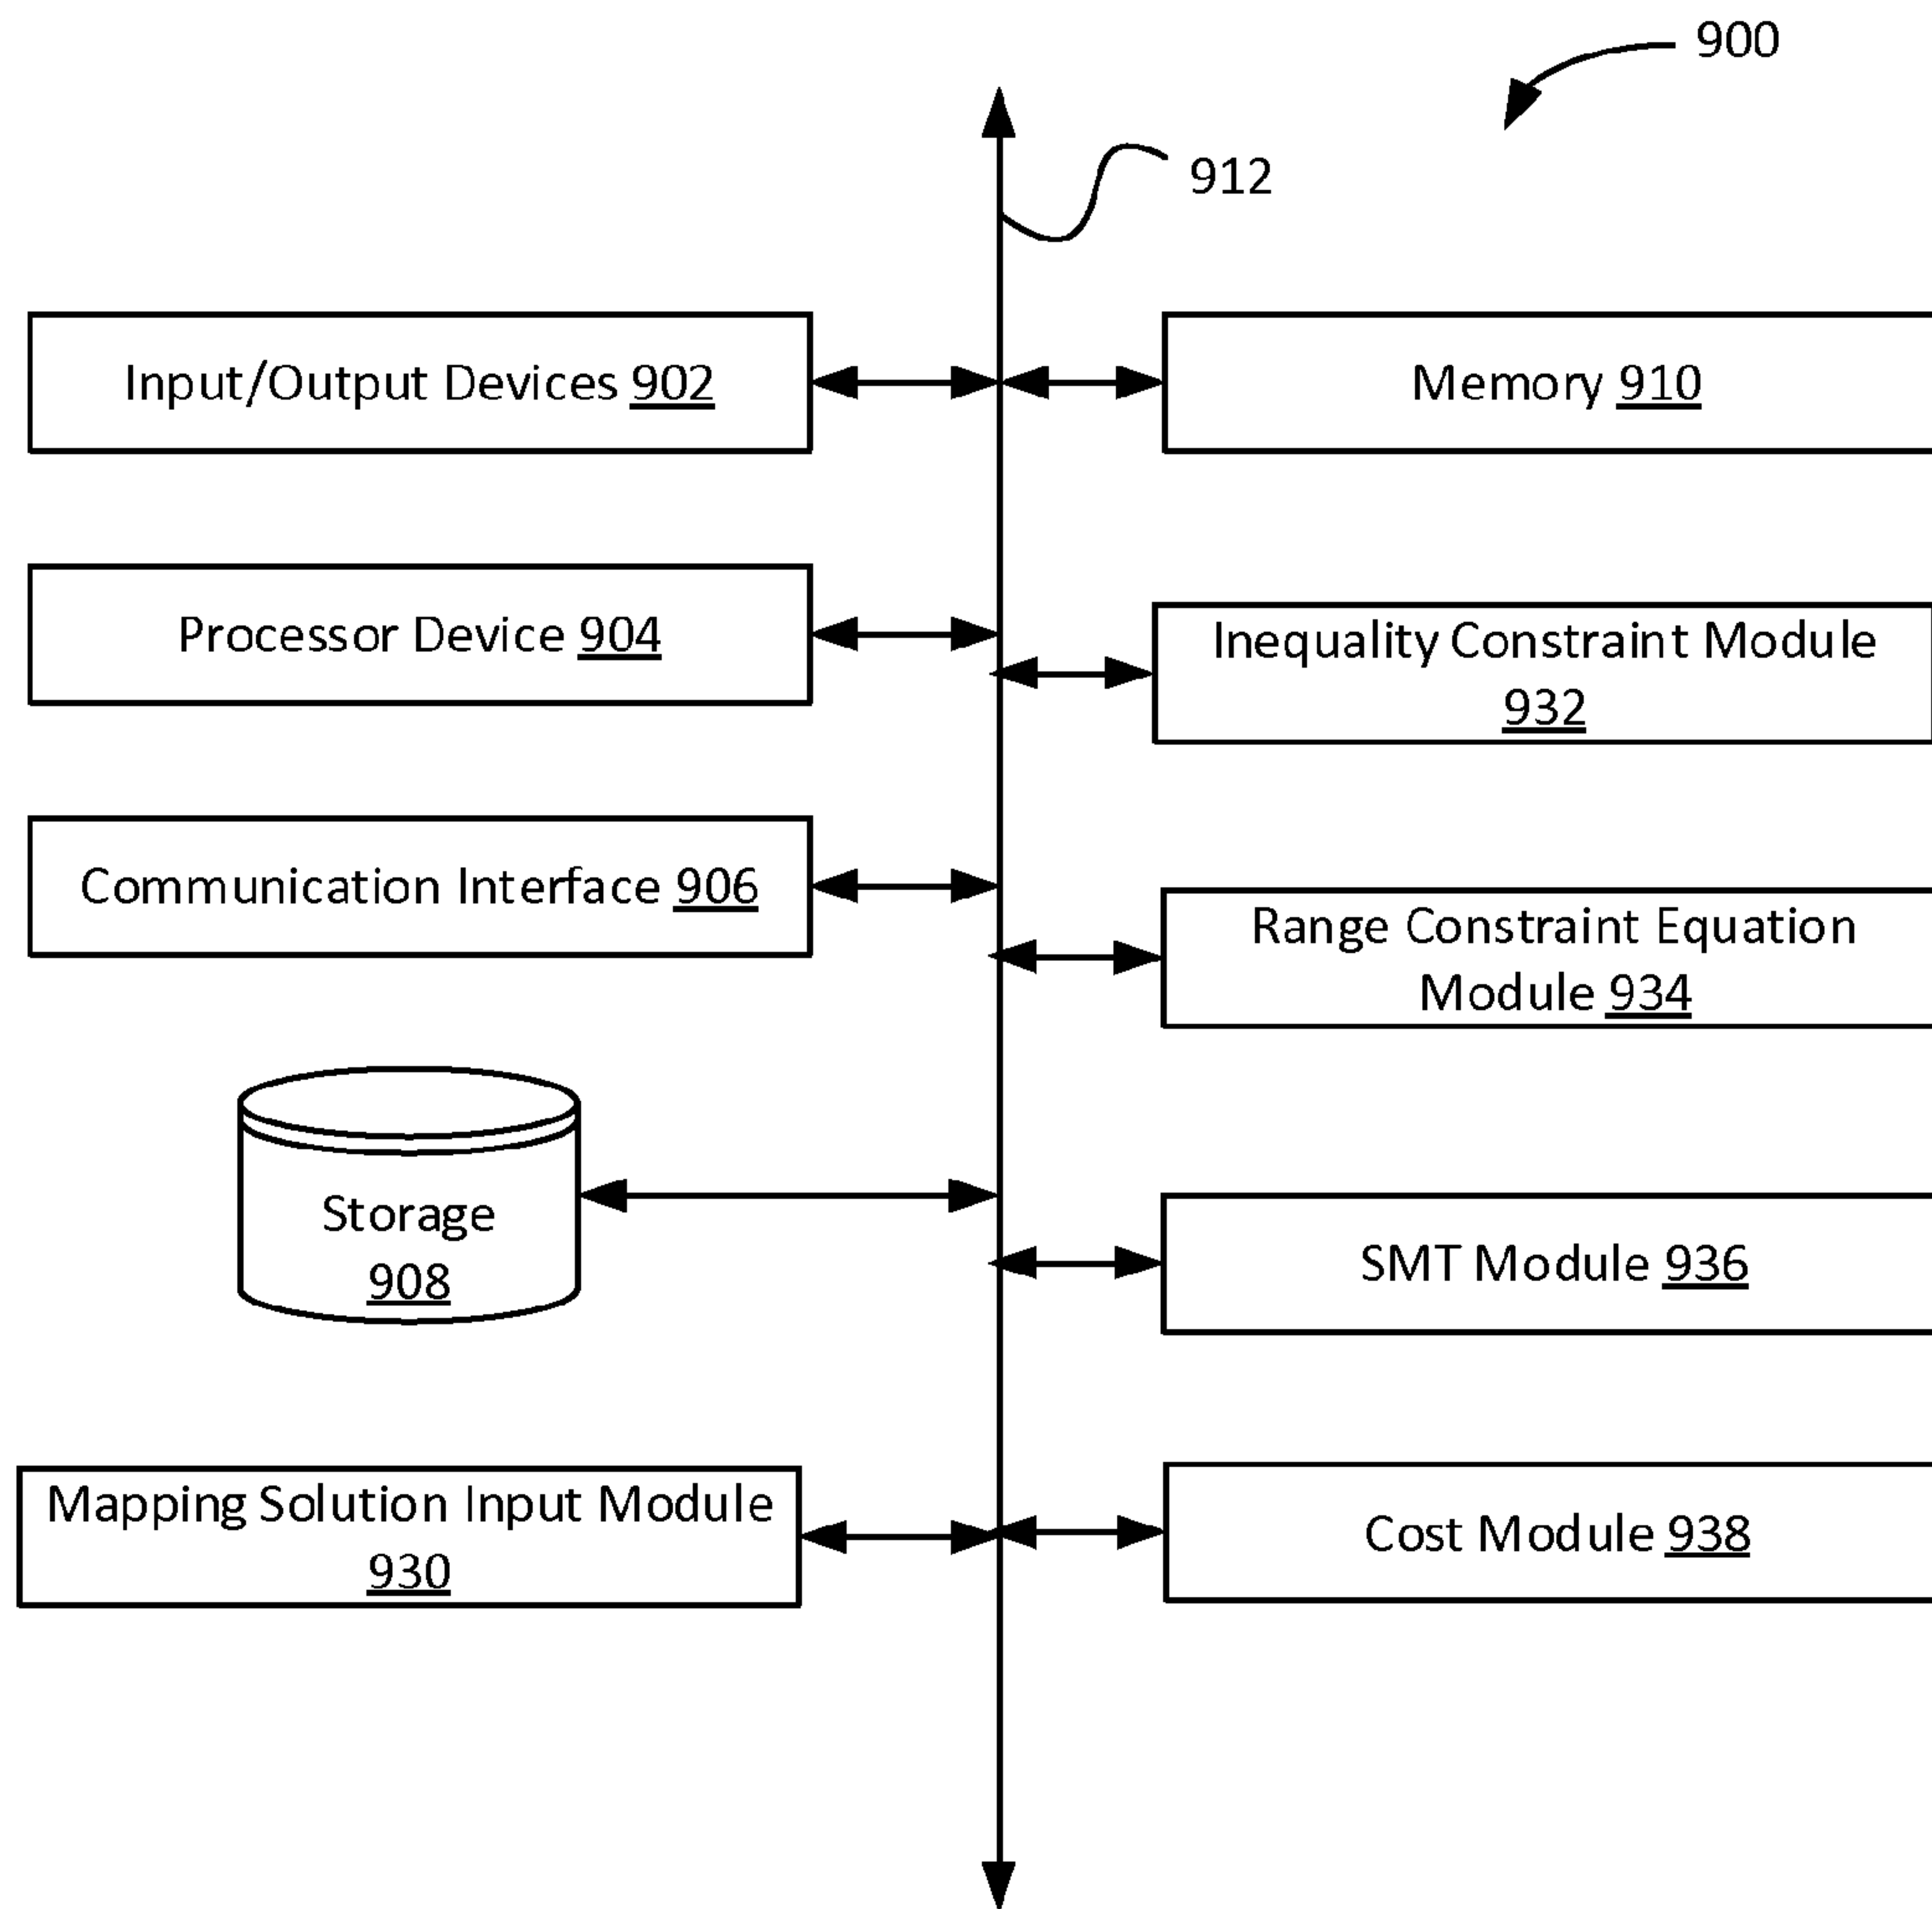 900
912
Input/Output Devices 902
Memory 910
Processor Device 904
Inequality Constraint Module
932
Communication Interface 906
Range Constraint Equation
Module 934
Storage
908
SMT Module 936
Mapping Solution Input Module
930
Cost Module 938